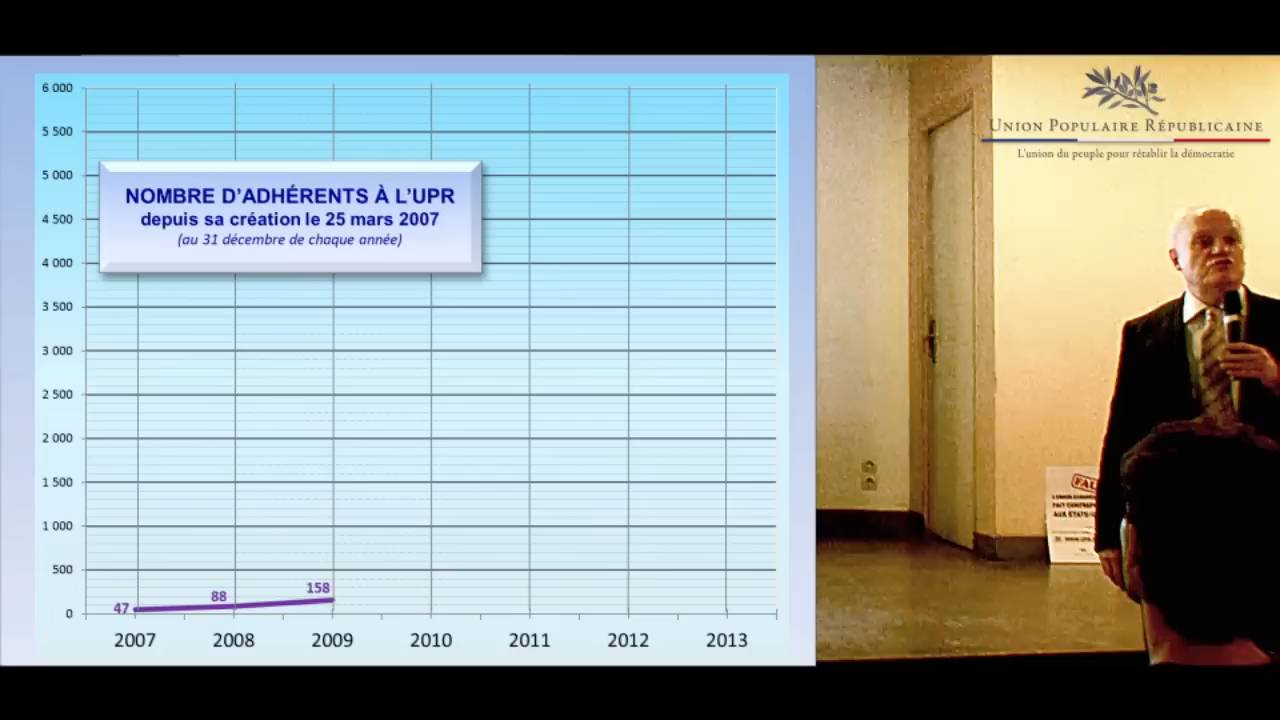 6 000
5 500
5 000
4 500
4 000
3 500
3 000
2 500
2 000
1 500
1 000
500
0
NOMBRE D'ADHÉRENTS À L'UPR
depuis sa création le 25 mars 2007
(au 31 décembre de chaque année)
47
88
158
2007 2008 2009 2010 2011 2012 2013
UNION POPULAIRE RÉPUBLICAINE
L'union du peuple pour rétablir la démocratie